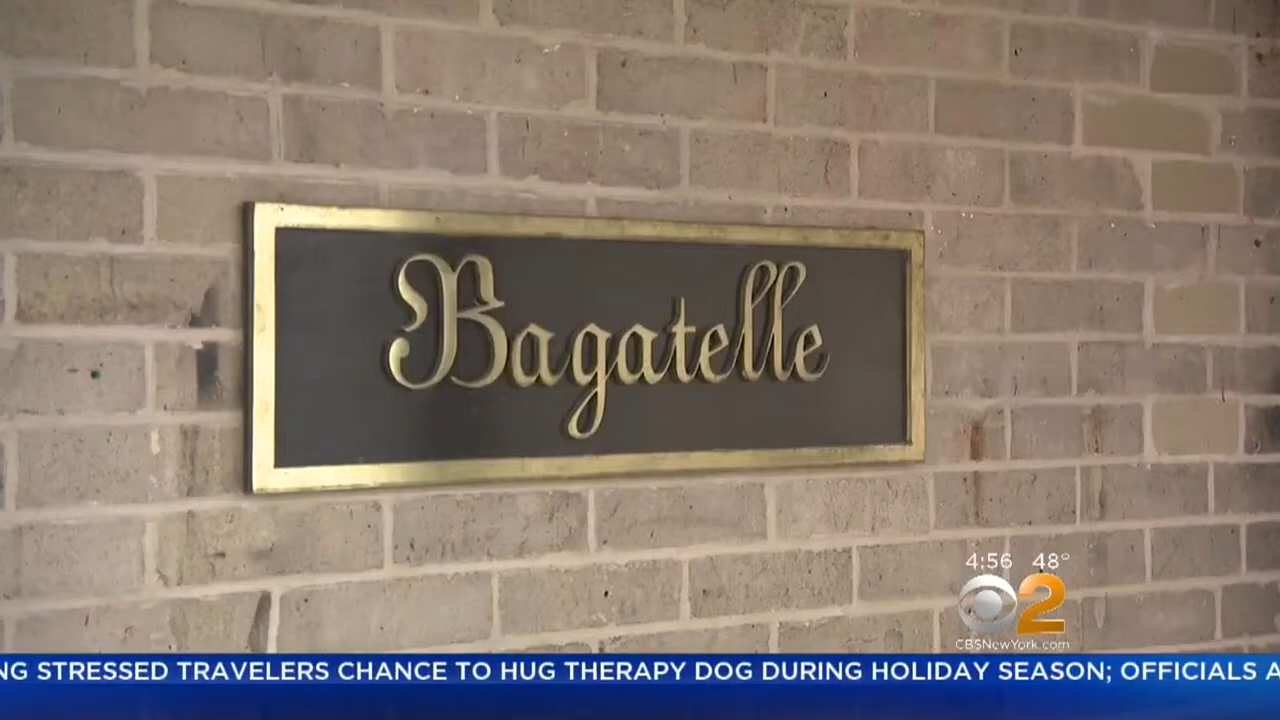 Bagatelle
4:56 48°
2
CBSNewYork.com
NG STRESSED TRAVELERS CHANCE TO HUG THERAPY DOG DURING HOLIDAY SEASON; OFFICIALS A